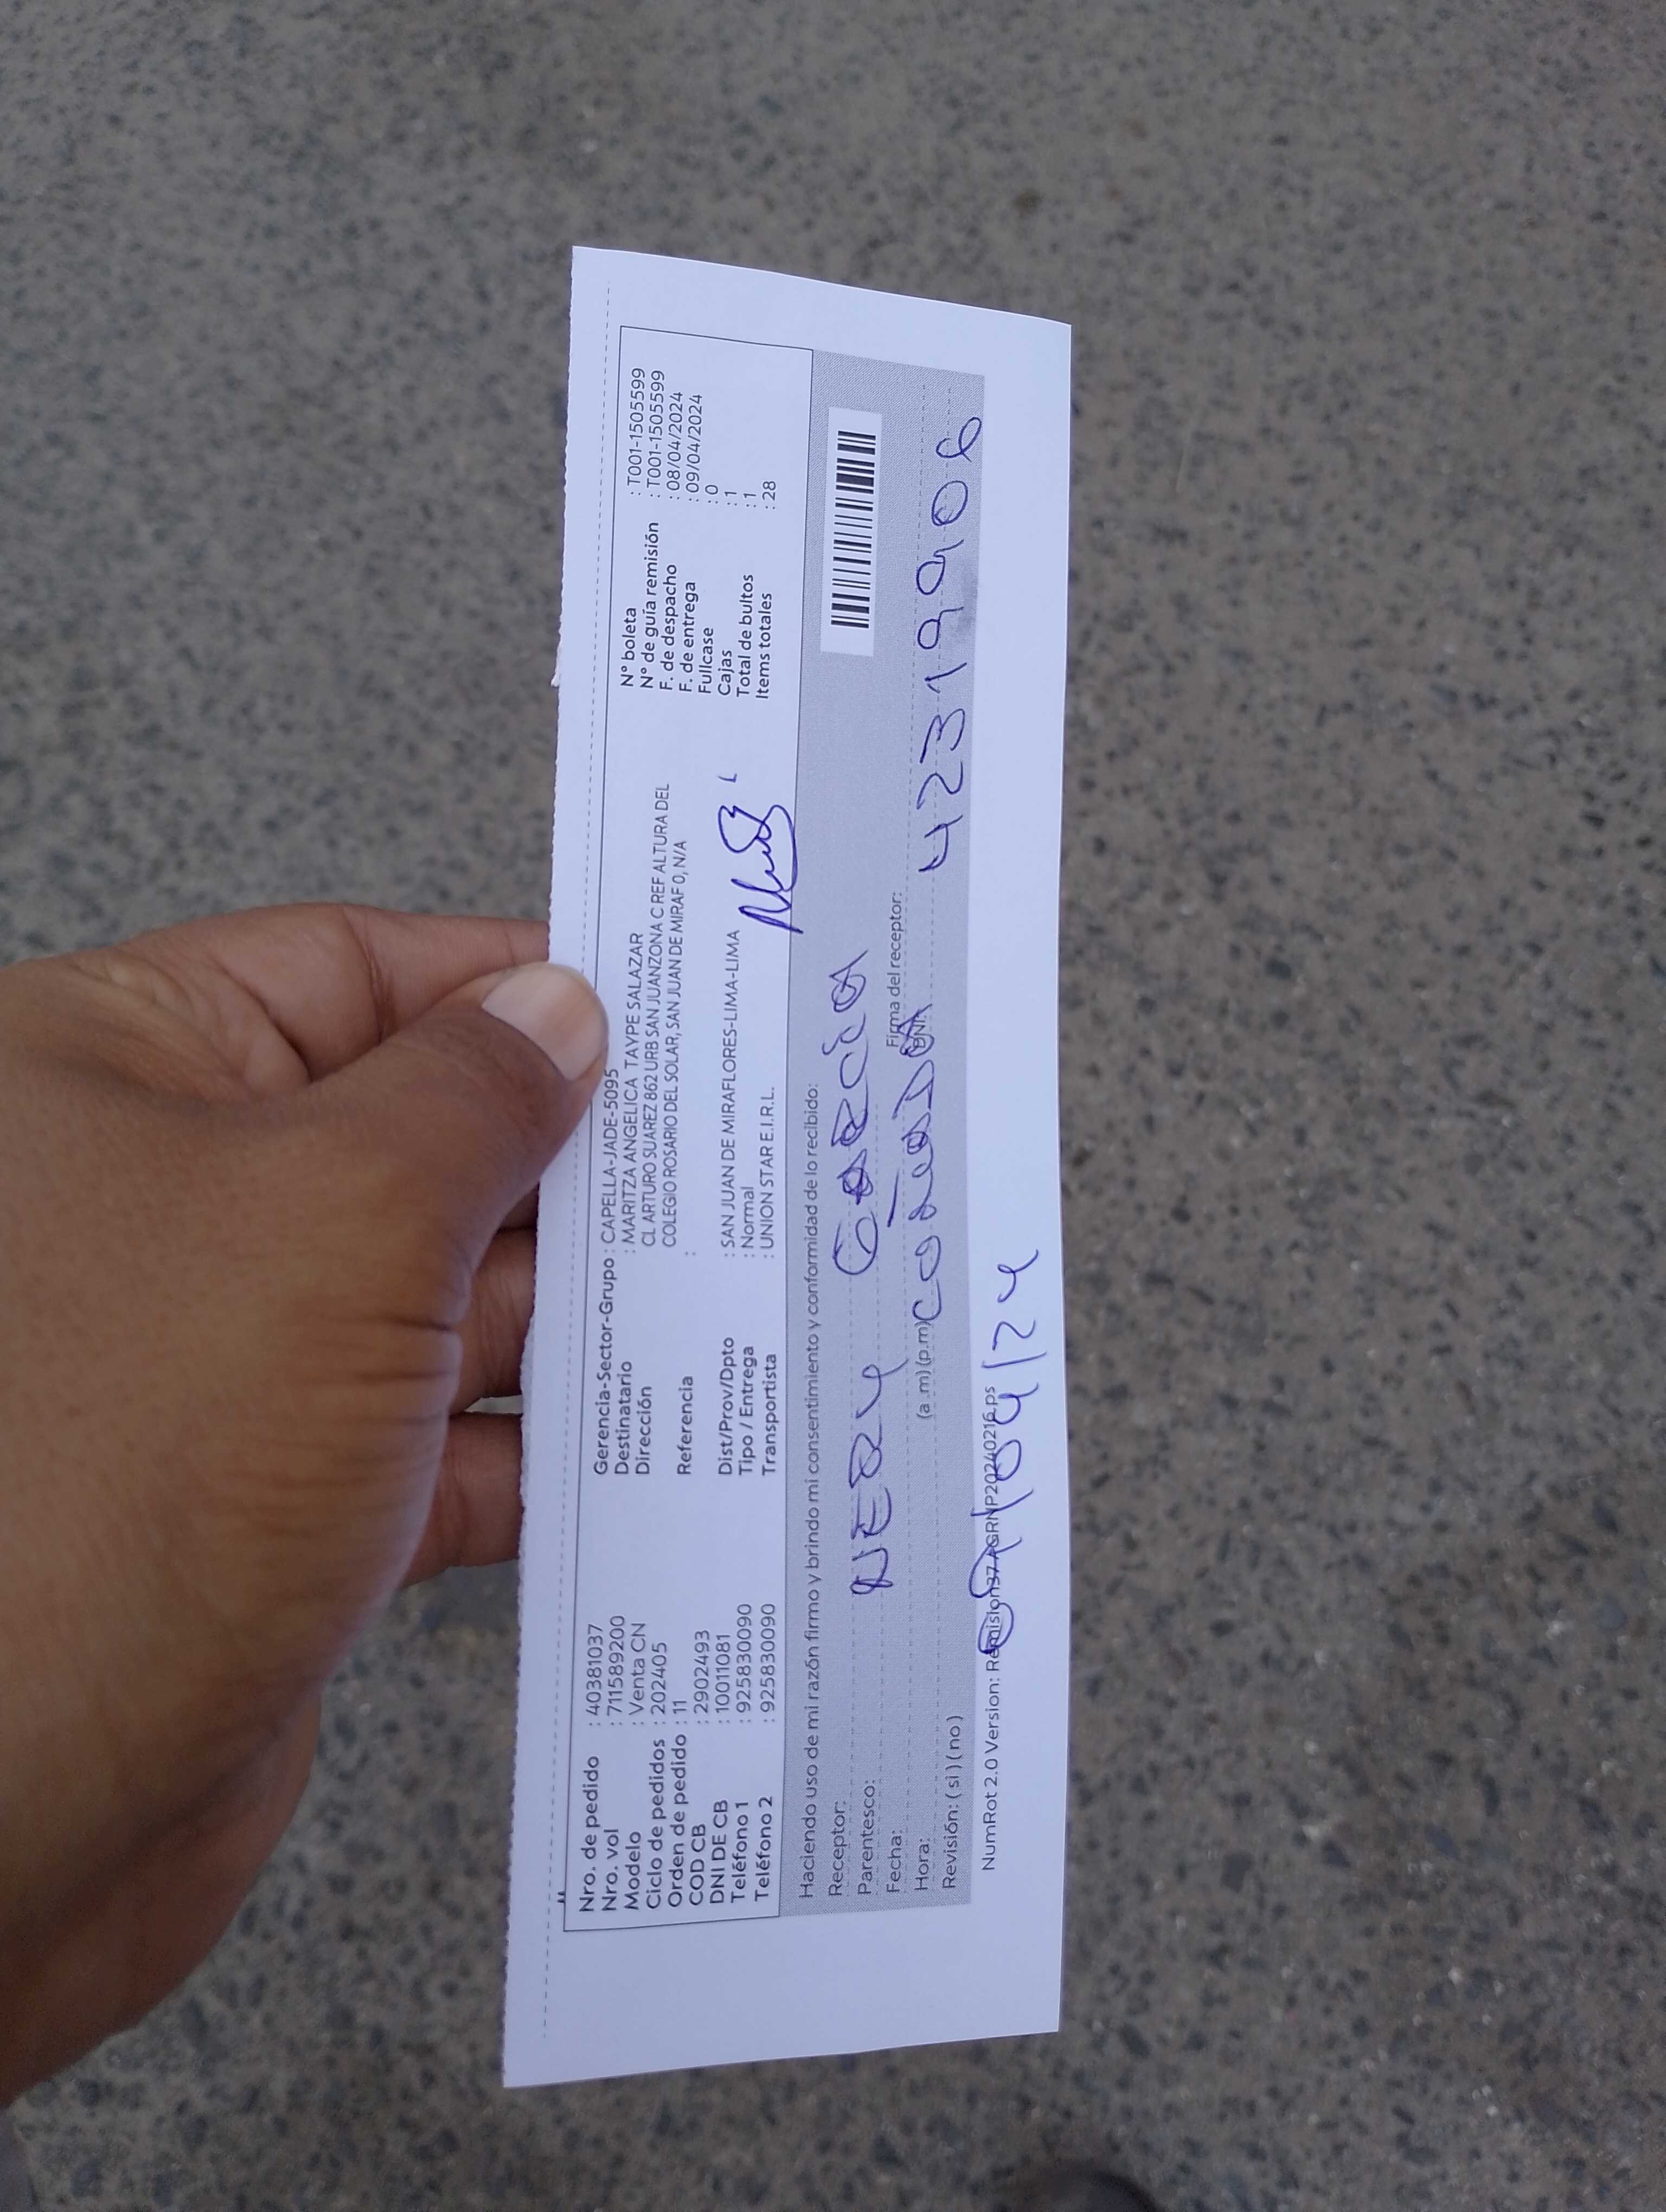 Nro. de pedido : 40381037
Nro. vol : 711589200
Modelo : Venta CN
Ciclo de pedidos : 202405
Orden de pedido : 11
COD CB : 2902493
DNI DE CB : 10011081
Teléfono 1 : 925830090
Teléfono 2 : 925830090
Gerencia-Sector-Grupo : CAPELLA-JADE-5095
Destinatario : MARITZA ANGELICA TAYPE SALAZAR
Dirección CL ARTURO SUAREZ 862 URB SAN JUANZONA C REF ALTURA DEL
COLEGIO ROSARIO DEL SOLAR, SAN JUAN DE MIRAF 0, N/A
Referencia :
Dist/Prov/Dpto : SAN JUAN DE MIRAFLORES-LIMA-LIMA
Tipo / Entrega : Normal
Transportista : UNION STAR E.I.R.L.
N° boleta : T001-1505599
N° de guía remisión : T001-1505599
F. de despacho : 08/04/2024
F. de entrega : 09/04/2024
Fullcase : 0
Cajas : 1
Total de bultos : 1
Items totales : 28
Haciendo uso de mi razón firmo y brindo mi consentimiento y conformidad de lo recibido:
Receptor:
Parentesco: NERY GARCIA
Fecha: Firma del receptor:
Hora: (a .m) (p.m) DNI: 42319906
Revisión: ( si ) ( no )
NumRot 2.0 Version: Remision37AGRNP20240216.ps
09/04/24